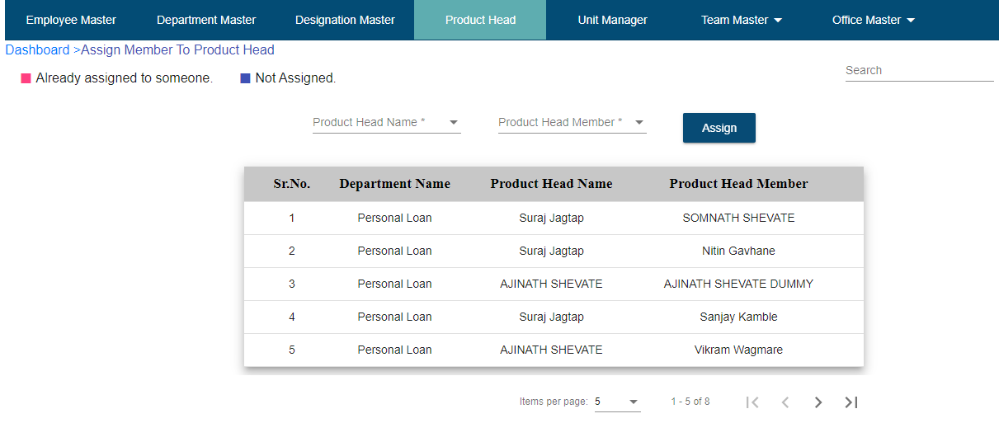 Employee Master Department Master Designation Master Product Head Unit Manager Team Master Office Master
Dashboard >Assign Member To Product Head
Already assigned to someone. Not Assigned. Search
Product Head Name * Product Head Member * Assign
Sr.No. Department Name Product Head Name Product Head Member
1 Personal Loan Suraj Jagtap SOMNATH SHEVATE
2 Personal Loan Suraj Jagtap Nitin Gavhane
3 Personal Loan AJINATH SHEVATE AJINATH SHEVATE DUMMY
4 Personal Loan Suraj Jagtap Sanjay Kamble
5 Personal Loan AJINATH SHEVATE Vikram Wagmare
Items per page: 5 1 - 5 of 8